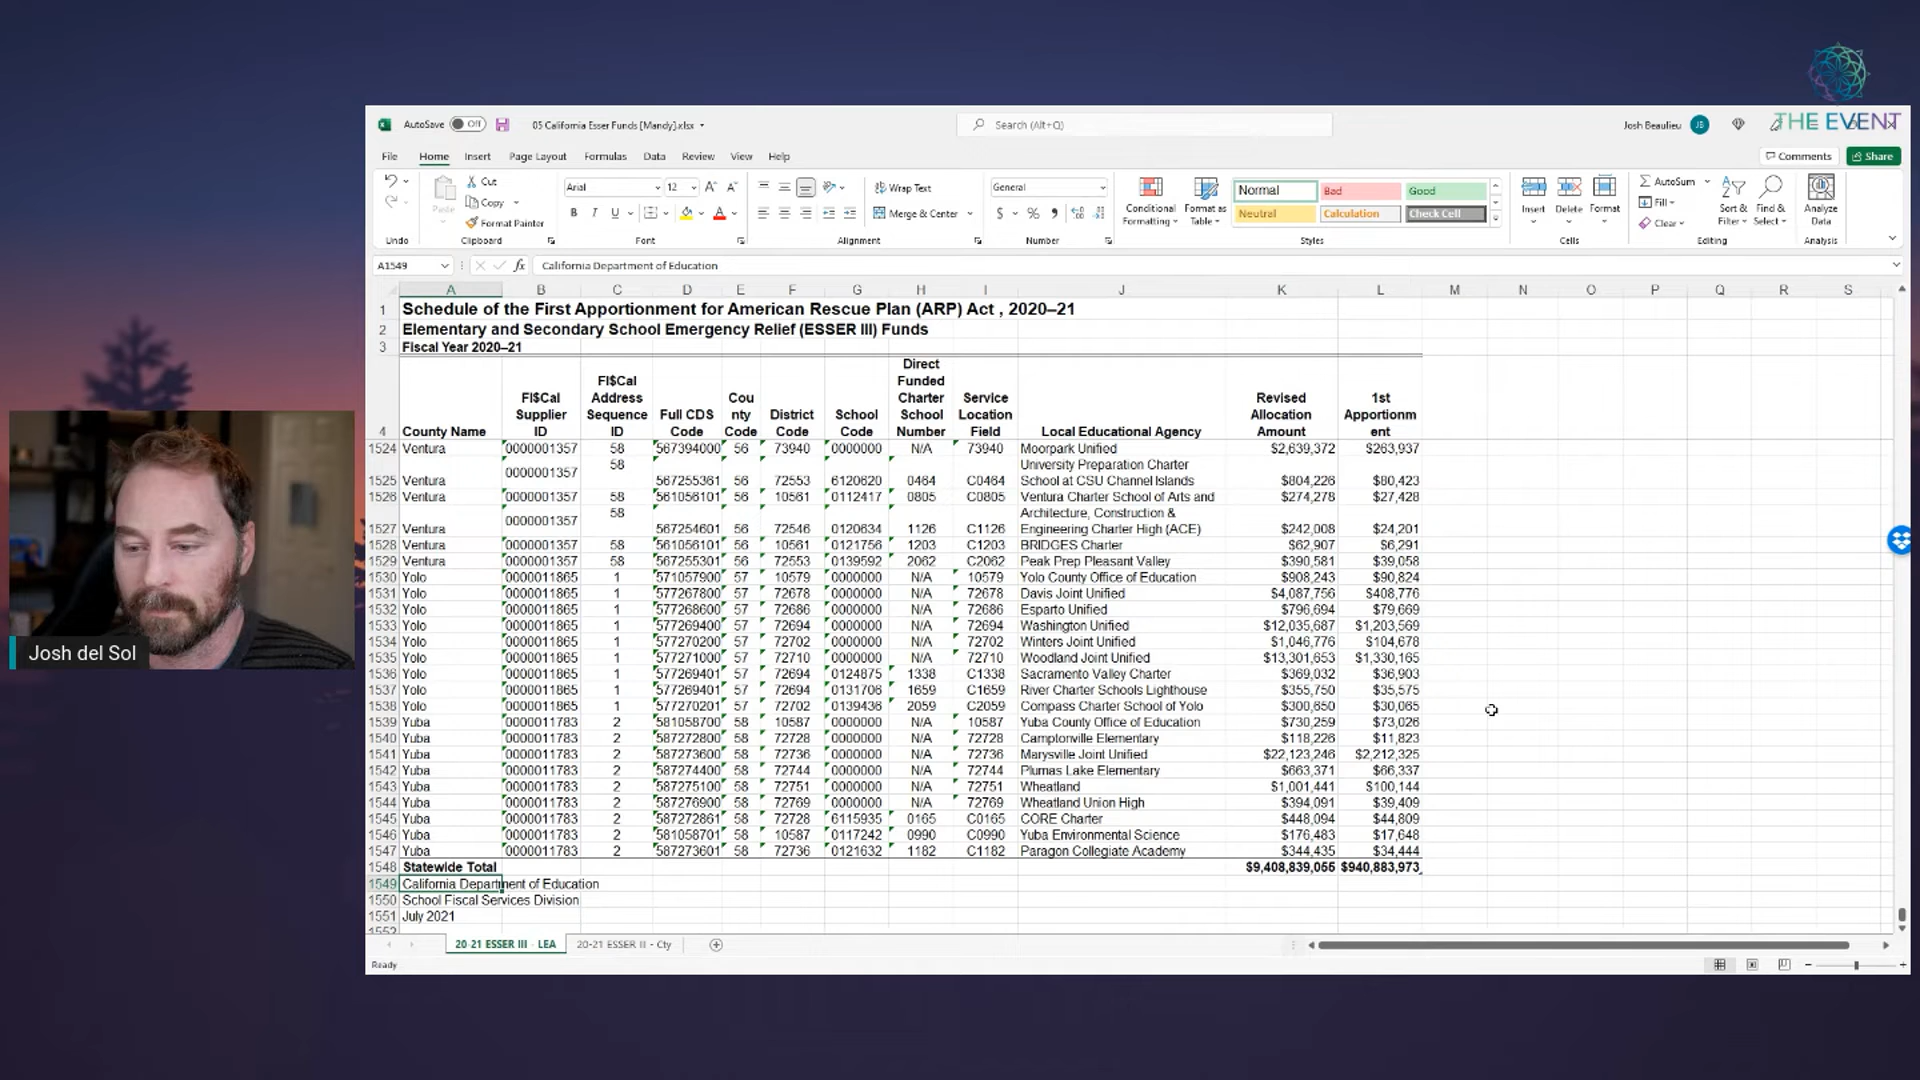 THE EVENT
AutoSave Off 05 California Esser Funds [Mandy].xlsx Search (Alt+Q) Josh Beaulieu JB
File Home Insert Page Layout Formulas Data Review View Help Comments Share
Cut Arial 12 Wrap Text General Normal Bad Good AutoSum
Paste Copy Conditional Format as Insert Delete Format Fill Sort & Find & Analyze
Format Painter B I U Merge & Center $ % Formatting Table Neutral Calculation Check Cell Clear Filter Select Data
Undo Clipboard Font Alignment Number Styles Cells Editing Analysis
A1549 fx California Department of Education
A B C D E F G H I J K L M N O P Q R S
1 Schedule of the First Apportionment for American Rescue Plan (ARP) Act , 2020–21
2 Elementary and Secondary School Emergency Relief (ESSER III) Funds
3 Fiscal Year 2020–21
4 County Name FI$Cal Supplier ID FI$Cal Address Sequence ID Full CDS Code Cou nty Code District Code School Code Direct Funded Charter School Number Service Location Field Local Educational Agency Revised Allocation Amount 1st Apportionm ent
1524 Ventura 0000001357 58 567394000 56 73940 0000000 N/A 73940 Moorpark Unified $2,639,372 $263,937
1525 Ventura 0000001357 58 567255361 56 72553 6120620 0464 C0464 University Preparation Charter School at CSU Channel Islands $804,226 $80,423
1526 Ventura 0000001357 58 561056101 56 10561 0112417 0805 C0805 Ventura Charter School of Arts and $274,278 $27,428
1527 Ventura 0000001357 58 567254601 56 72546 0120634 1126 C1126 Architecture, Construction & Engineering Charter High (ACE) $242,008 $24,201
1528 Ventura 0000001357 58 561056101 56 10561 0121756 1203 C1203 BRIDGES Charter $62,907 $6,291
1529 Ventura 0000001357 58 567255301 56 72553 0139592 2062 C2062 Peak Prep Pleasant Valley $390,581 $39,058
1530 Yolo 0000011865 1 571057900 57 10579 0000000 N/A 10579 Yolo County Office of Education $908,243 $90,824
1531 Yolo 0000011865 1 577267800 57 72678 0000000 N/A 72678 Davis Joint Unified $4,087,756 $408,776
1532 Yolo 0000011865 1 577268600 57 72686 0000000 N/A 72686 Esparto Unified $796,694 $79,669
1533 Yolo 0000011865 1 577269400 57 72694 0000000 N/A 72694 Washington Unified $12,035,687 $1,203,569
1534 Yolo 0000011865 1 577270200 57 72702 0000000 N/A 72702 Winters Joint Unified $1,046,776 $104,678
1535 Yolo 0000011865 1 577271000 57 72710 0000000 N/A 72710 Woodland Joint Unified $13,301,653 $1,330,165
1536 Yolo 0000011865 1 577269401 57 72694 0124875 1338 C1338 Sacramento Valley Charter $369,032 $36,903
1537 Yolo 0000011865 1 577269401 57 72694 0131706 1659 C1659 River Charter Schools Lighthouse $355,750 $35,575
1538 Yolo 0000011865 1 577270201 57 72702 0139436 2059 C2059 Compass Charter School of Yolo $300,650 $30,065
1539 Yuba 0000011783 2 581058700 58 10587 0000000 N/A 10587 Yuba County Office of Education $730,259 $73,026
1540 Yuba 0000011783 2 587272800 58 72728 0000000 N/A 72728 Camptonville Elementary $118,226 $11,823
1541 Yuba 0000011783 2 587273600 58 72736 0000000 N/A 72736 Marysville Joint Unified $22,123,246 $2,212,325
1542 Yuba 0000011783 2 587274400 58 72744 0000000 N/A 72744 Plumas Lake Elementary $663,371 $66,337
1543 Yuba 0000011783 2 587275100 58 72751 0000000 N/A 72751 Wheatland $1,001,441 $100,144
1544 Yuba 0000011783 2 587276900 58 72769 0000000 N/A 72769 Wheatland Union High $394,091 $39,409
1545 Yuba 0000011783 2 587272861 58 72728 6115935 0165 C0165 CORE Charter $448,094 $44,809
1546 Yuba 0000011783 2 581058701 58 10587 0117242 0990 C0990 Yuba Environmental Science $176,483 $17,648
1547 Yuba 0000011783 2 587273601 58 72736 0121632 1182 C1182 Paragon Collegiate Academy $344,435 $34,444
1548 Statewide Total $9,408,839,055 $940,883,973
1549 California Department of Education
1550 School Fiscal Services Division
1551 July 2021
1552
20-21 ESSER III - LEA 20-21 ESSER II - Cty
Ready
Josh del Sol